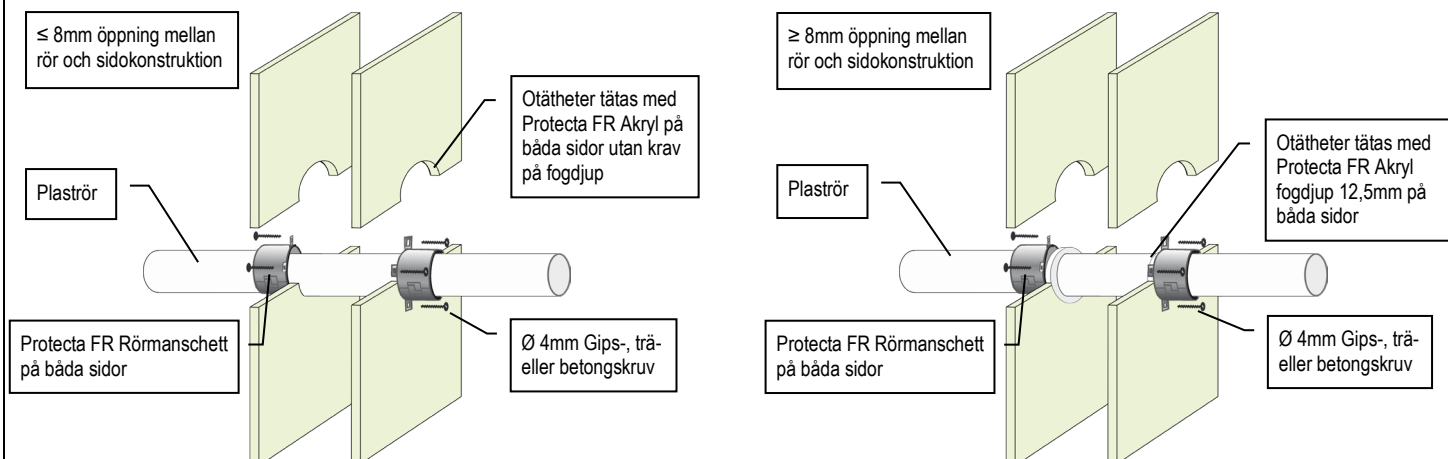 ≤ 8mm öppning mellan
rör och sidokonstruktion
Otätheter tätas med
Protecta FR Akryl på
båda sidor utan krav
på fogdjup
Plaströr
Protecta FR Rörmanschett
på båda sidor
Ø 4mm Gips-, trä-
eller betongskruv
≥ 8mm öppning mellan
rör och sidokonstruktion
Otätheter tätas med
Protecta FR Akryl
fogdjup 12,5mm på
båda sidor
Plaströr
Protecta FR Rörmanschett
på båda sidor
Ø 4mm Gips-, trä-
eller betongskruv